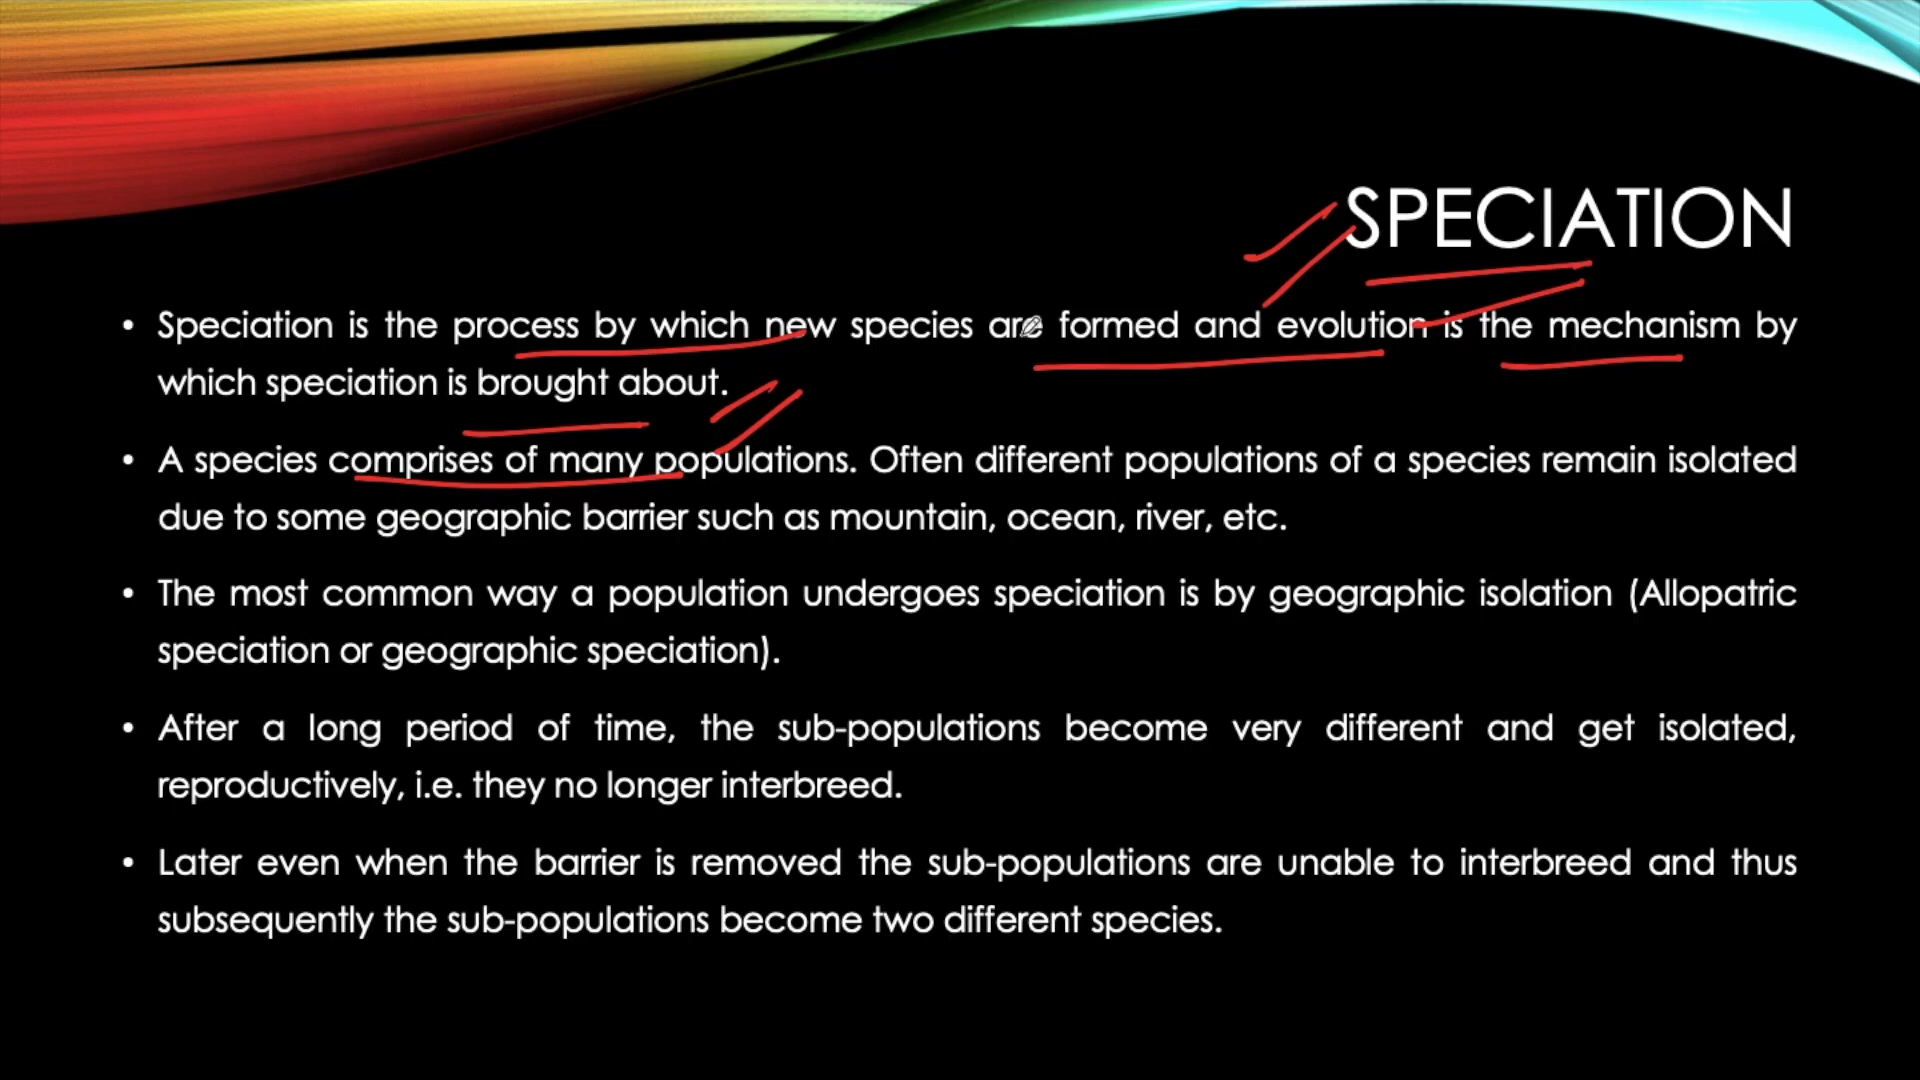 SPECIATION
• Speciation is the process by which new species are formed and evolution is the mechanism by
which speciation is brought about.
• A species comprises of many populations. Often different populations of a species remain isolated
due to some geographic barrier such as mountain, ocean, river, etc.
• The most common way a population undergoes speciation is by geographic isolation (Allopatric
speciation or geographic speciation).
• After a long period of time, the sub-populations become very different and get isolated,
reproductively, i.e. they no longer interbreed.
• Later even when the barrier is removed the sub-populations are unable to interbreed and thus
subsequently the sub-populations become two different species.